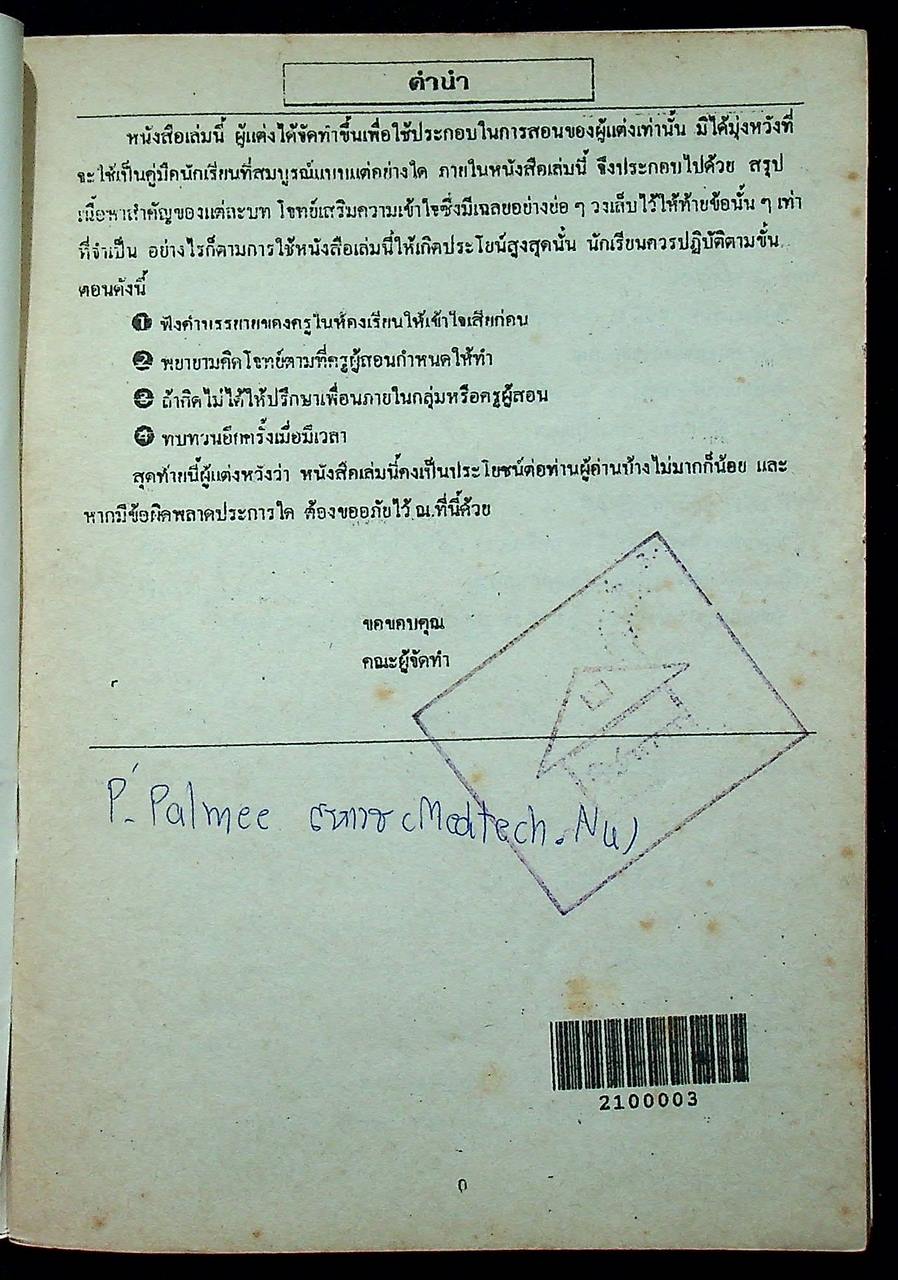 คำนำ
หนังสือเล่มนี้ ผู้แต่งได้จัดทำขึ้นเพื่อใช้ประกอบในการสอนของผู้แต่งเท่านั้น มิได้มุ่งหวังที่
จะใช้เป็นคู่มือนักเรียนที่สมบูรณ์แบบแต่อย่างใด ภายในหนังสือเล่มนี้ จึงประกอบไปด้วย สรุป
เนื้อหาสำคัญของแต่ละบท โจทย์เสริมความเข้าใจซึ่งมีเฉลยอย่างย่อ ๆ วงเล็บไว้ให้ท้ายข้อนั้น ๆ เท่า
ที่จำเป็น อย่างไรก็ตามการใช้หนังสือเล่มนี้ให้เกิดประโยชน์สูงสุดนั้น นักเรียนควรปฏิบัติตามขั้น
ตอนดังนี้
❶ ฟังคำบรรยายของครูในห้องเรียนให้เข้าใจเสียก่อน
❷ พยายามคิดโจทย์ตามที่ครูผู้สอนกำหนดให้ทำ
❸ ถ้าคิดไม่ได้ให้ปรึกษาเพื่อนภายในกลุ่มหรือครูผู้สอน
❹ ทบทวนอีกครั้งเมื่อมีเวลา
สุดท้ายนี้ผู้แต่งหวังว่า หนังสือเล่มนี้คงเป็นประโยชน์ต่อท่านผู้อ่านบ้างไม่มากก็น้อย และ
หากมีข้อผิดพลาดประการใด ต้องขออภัยไว้ ณ ที่นี้ด้วย
ขอขอบคุณ
คณะผู้จัดทำ
P'. Palmee (Medtech. Nu)
2100003
0